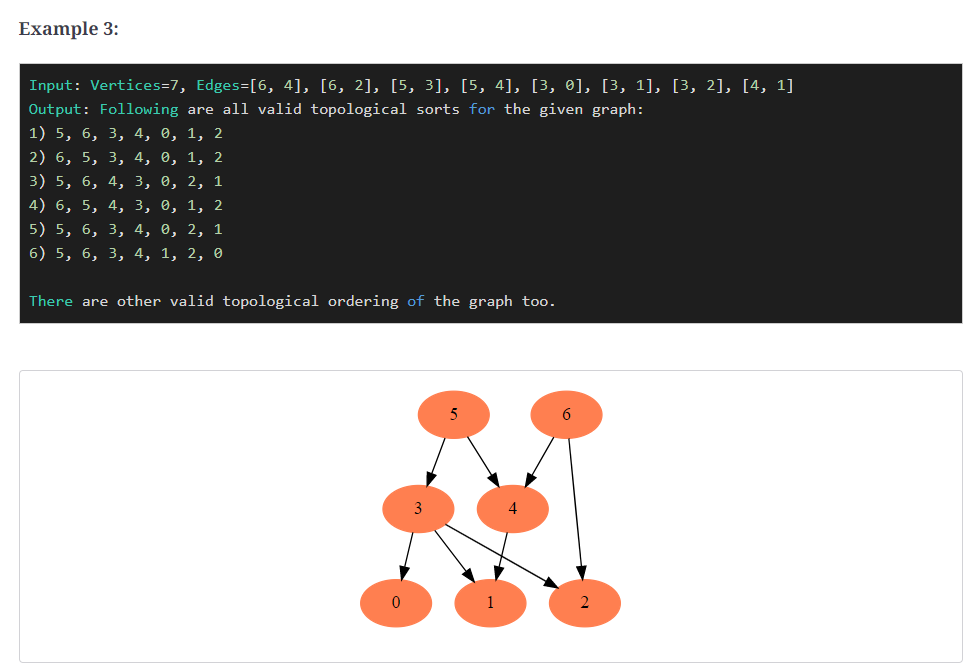 Example 3:
Input: Vertices=7, Edges=[6, 4], [6, 2], [5, 3], [5, 4], [3, 0], [3, 1], [3, 2], [4, 1]
Output: Following are all valid topological sorts for the given graph:
1) 5, 6, 3, 4, 0, 1, 2
2) 6, 5, 3, 4, 0, 1, 2
3) 5, 6, 4, 3, 0, 2, 1
4) 6, 5, 4, 3, 0, 1, 2
5) 5, 6, 3, 4, 0, 2, 1
6) 5, 6, 3, 4, 1, 2, 0
There are other valid topological ordering of the graph too.
5 6
3 4
0 1 2